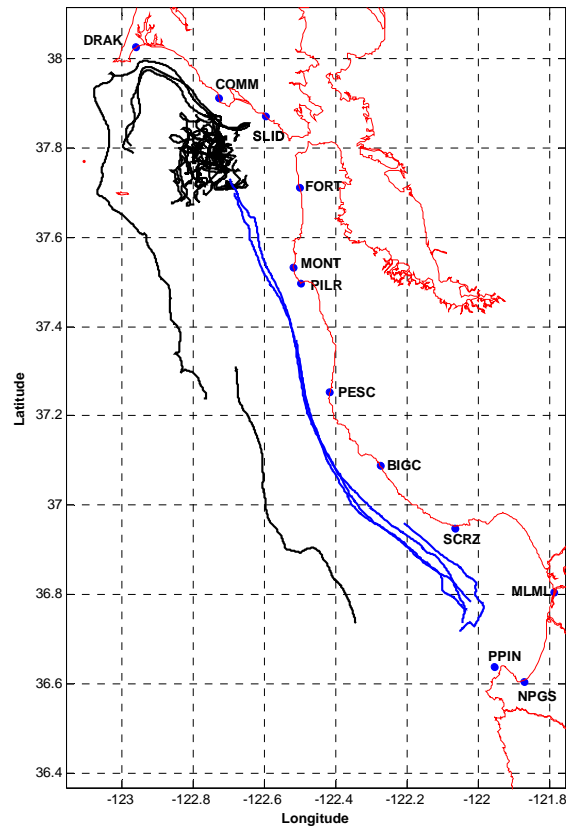 DRAK
38
COMM
SLID
37.8
FORT
37.6
MONT
PILR
37.4
PESC
37.2
BIGC
37
SCRZ
36.8
MLML
PPIN
36.6
NPGS
36.4
Latitude
-123 -122.8 -122.6 -122.4 -122.2 -122 -121.8
Longitude